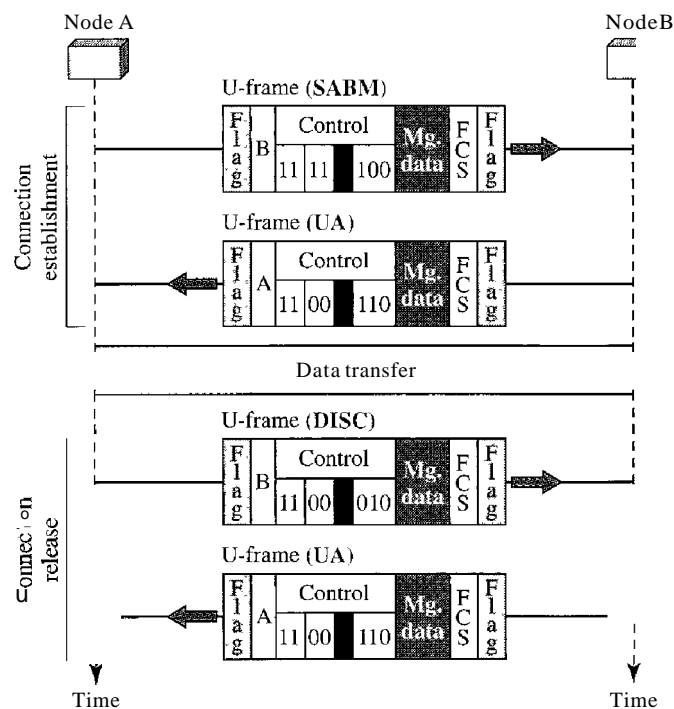 Node A
NodeB
U-frame (SABM)
Flag
B
Control
11 11 100
Mg. data
FCS
Flag
Connection establishment
U-frame (UA)
Flag
A
Control
11 00 110
Mg. data
FCS
Flag
Data transfer
U-frame (DISC)
Flag
B
Control
11 00 010
Mg. data
FCS
Flag
release
U-frame (UA)
Flag
A
Control
11 00 110
Mg. data
FCS
Flag
Time
Time